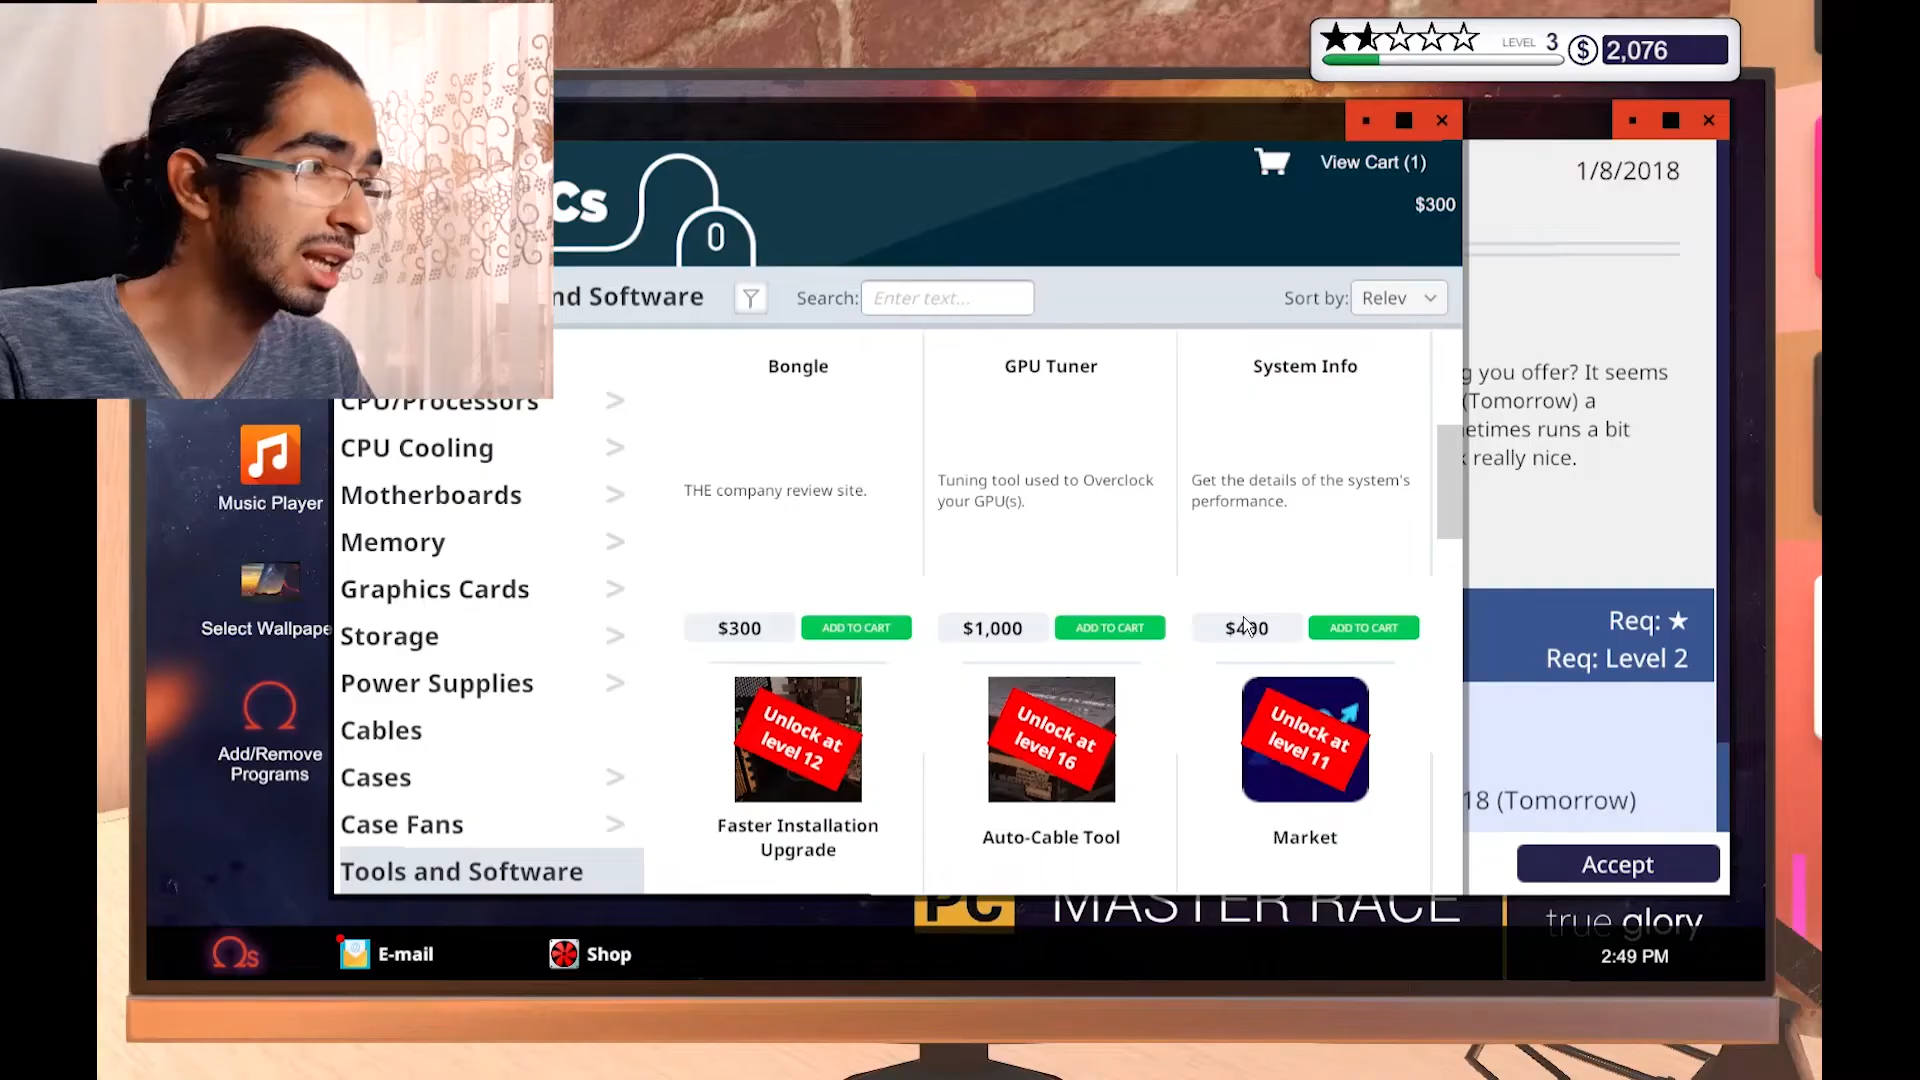 LEVEL 3 $ 2,076
View Cart (1)
$300
Cs
nd Software
Search: Enter text...
Sort by: Relev
CPU/Processors
CPU Cooling
Motherboards
Memory
Graphics Cards
Storage
Power Supplies
Cables
Cases
Case Fans
Tools and Software
Bongle
THE company review site.
$300 ADD TO CART
GPU Tuner
Tuning tool used to Overclock
your GPU(s).
$1,000 ADD TO CART
System Info
Get the details of the system's
performance.
ADD TO CART
Unlock at
level 12
Faster Installation
Upgrade
Unlock at
level 16
Auto-Cable Tool
Unlock at
level 11
Market
1/8/2018
g you offer? It seems
(Tomorrow) a
etimes runs a bit
really nice.
Req: ★
Req: Level 2
18 (Tomorrow)
Accept
Music Player
Select Wallpape
Add/Remove
Programs
PC MASTER RACE
true glory
Ωs
E-mail
Shop
2:49 PM